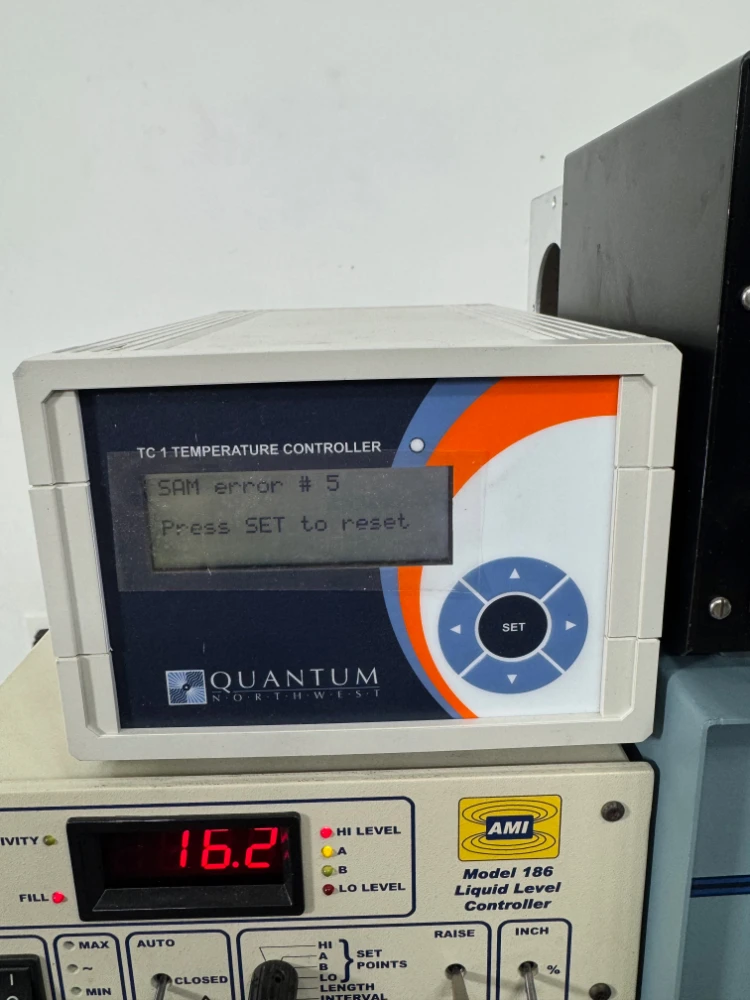 TC 1 TEMPERATURE CONTROLLER
SAM error # 5
Press SET to reset
SET
QUANTUM
NORTHWEST
IVITY
16.2
HI LEVEL
A
B
LO LEVEL
FILL
AMI
Model 186
Liquid Level
Controller
MAX
~
MIN
AUTO
CLOSED
HI
A
B
LO
SET
POINTS
LENGTH
INTERVAL
RAISE
INCH
%